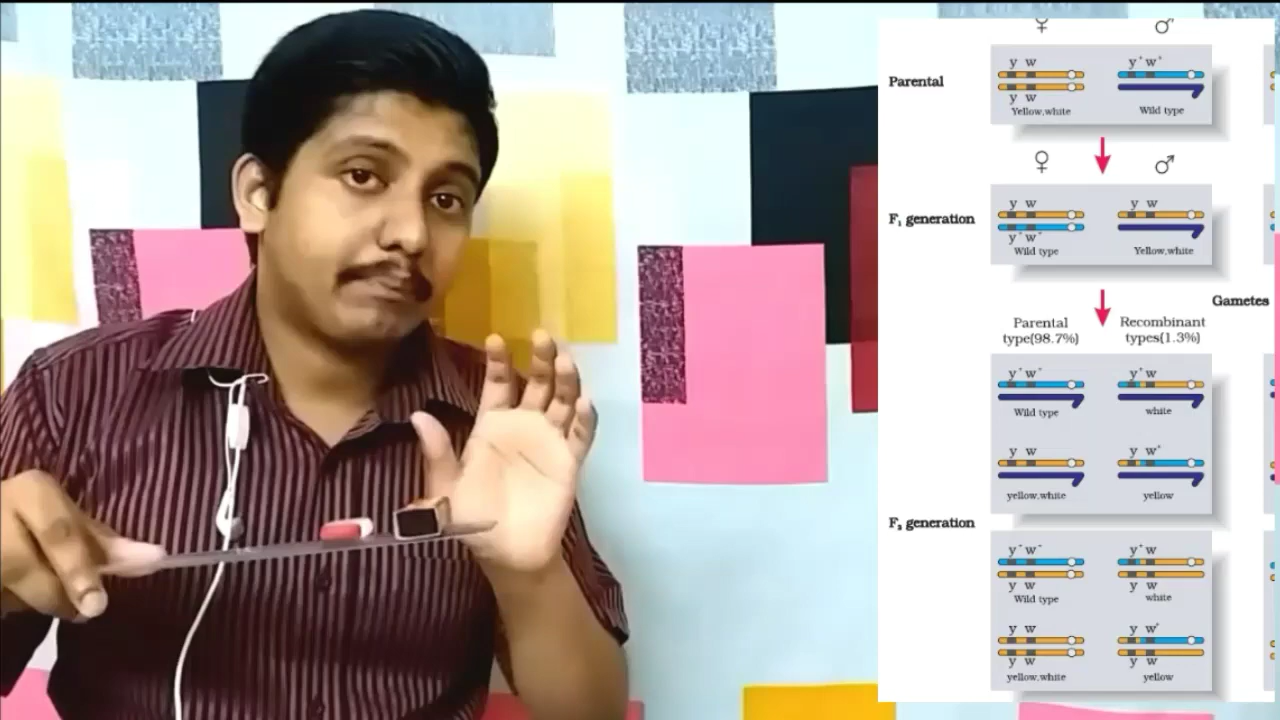 ♀ ♂
y w y⁺ w⁺
Parental
y w
Yellow,white Wild type
♀ ♂
y w y w
F₁ generation
y⁺ w⁺
Wild type Yellow,white
Gametes
Parental Recombinant
type(98.7%) types(1.3%)
y⁺ w⁺ y⁺ w
Wild type white
y w y w⁺
yellow,white yellow
F₂ generation
y⁺ w⁺ y⁺ w
y w y w
Wild type white
y w y w⁺
y w y w
yellow,white yellow